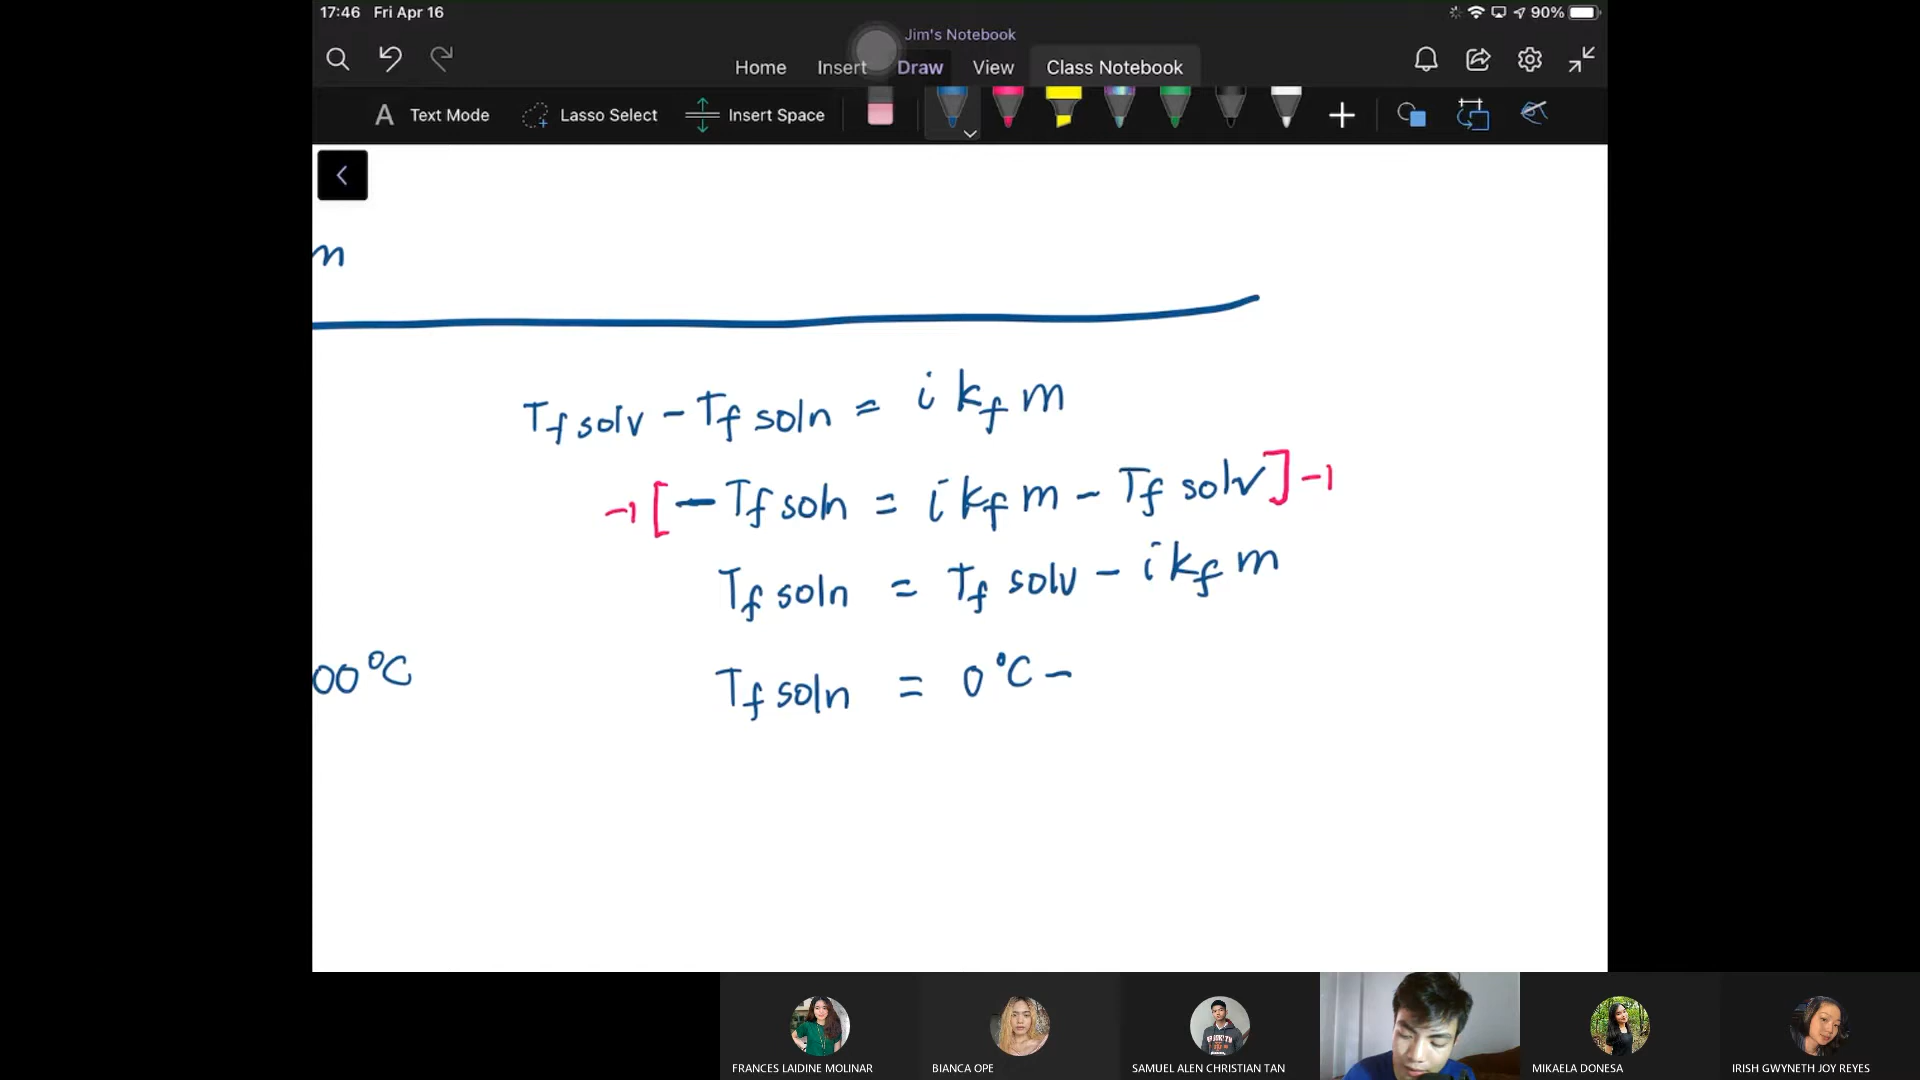 17:46 Fri Apr 16 90%
Jim's Notebook
Home Insert Draw View Class Notebook
A Text Mode Lasso Select Insert Space
m
Tf solv - Tf soln = i kf m
-1 [ - Tf soln = i kf m - Tf solv ] -1
Tf soln = Tf solv - i kf m
00°C
Tf soln = 0°C -
FRANCES LAIDINE MOLINAR
BIANCA OPE
SAMUEL ALEN CHRISTIAN TAN
MIKAELA DONESA
IRISH GWYNETH JOY REYES